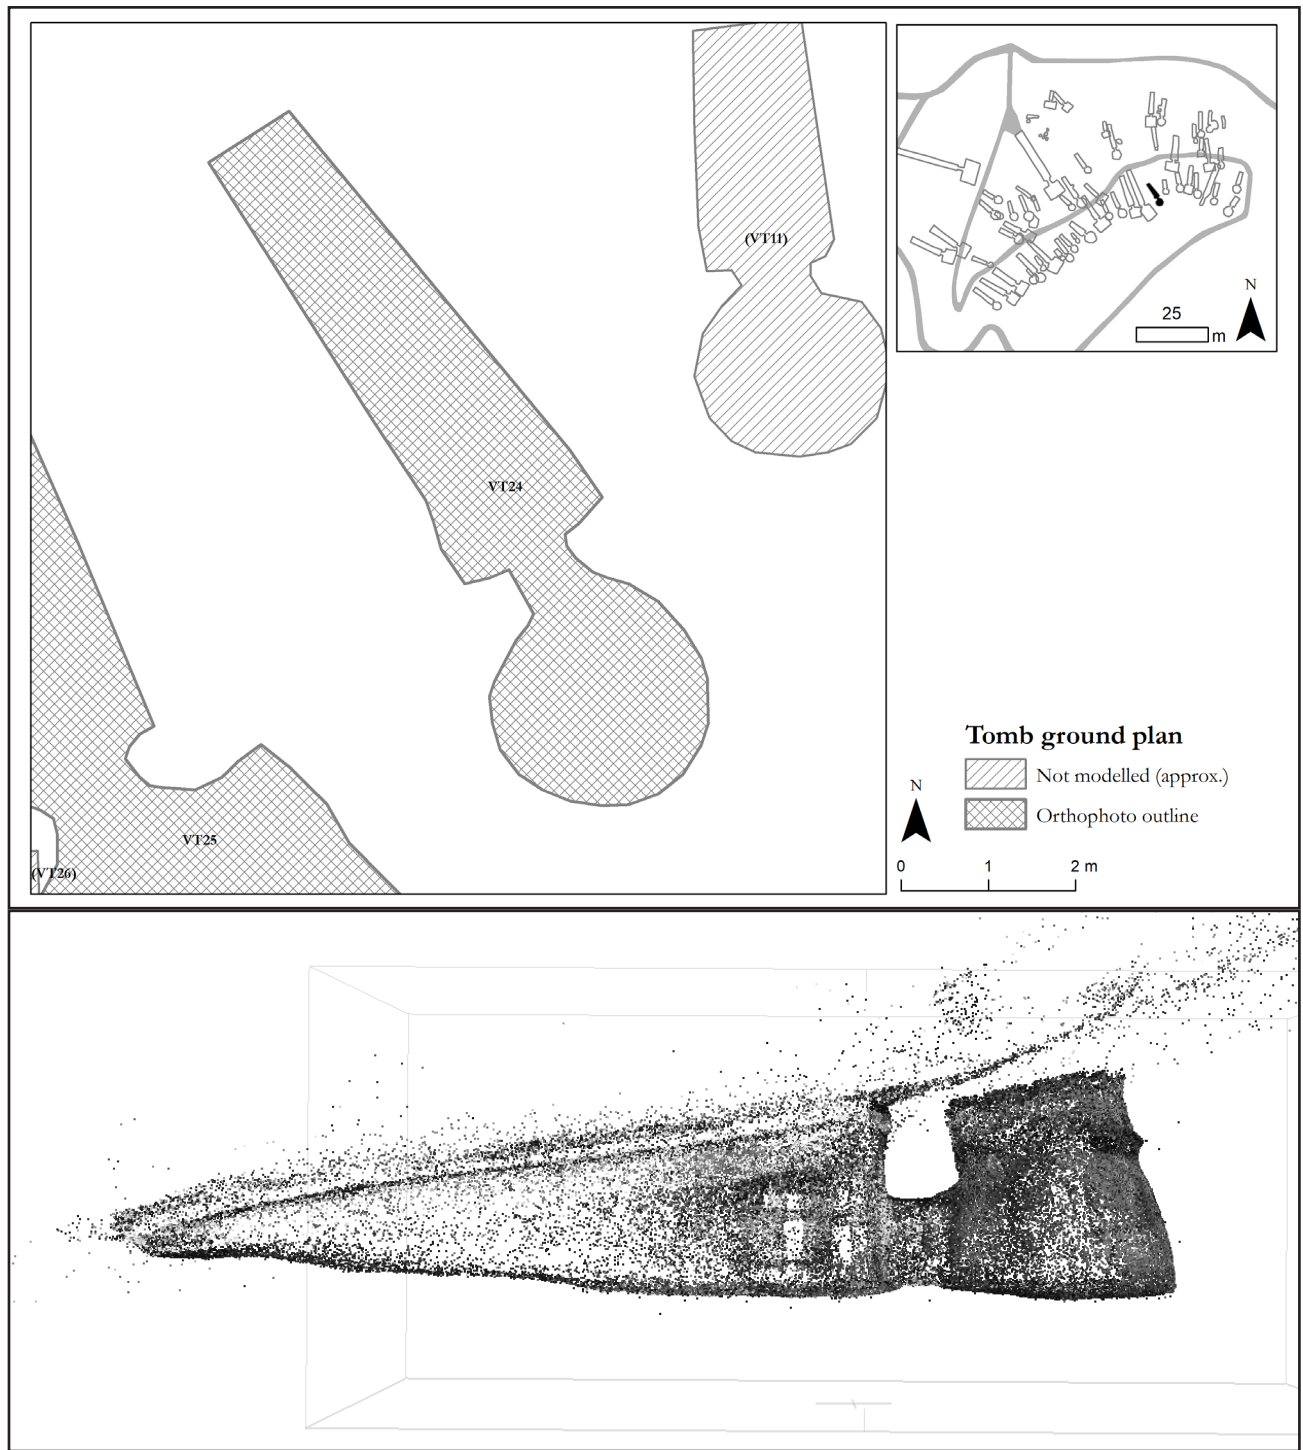 (VT11)
VT24
VT25
(VT26)
25
m
N
Tomb ground plan
Not modelled (approx.)
Orthophoto outline
N
0 1 2 m